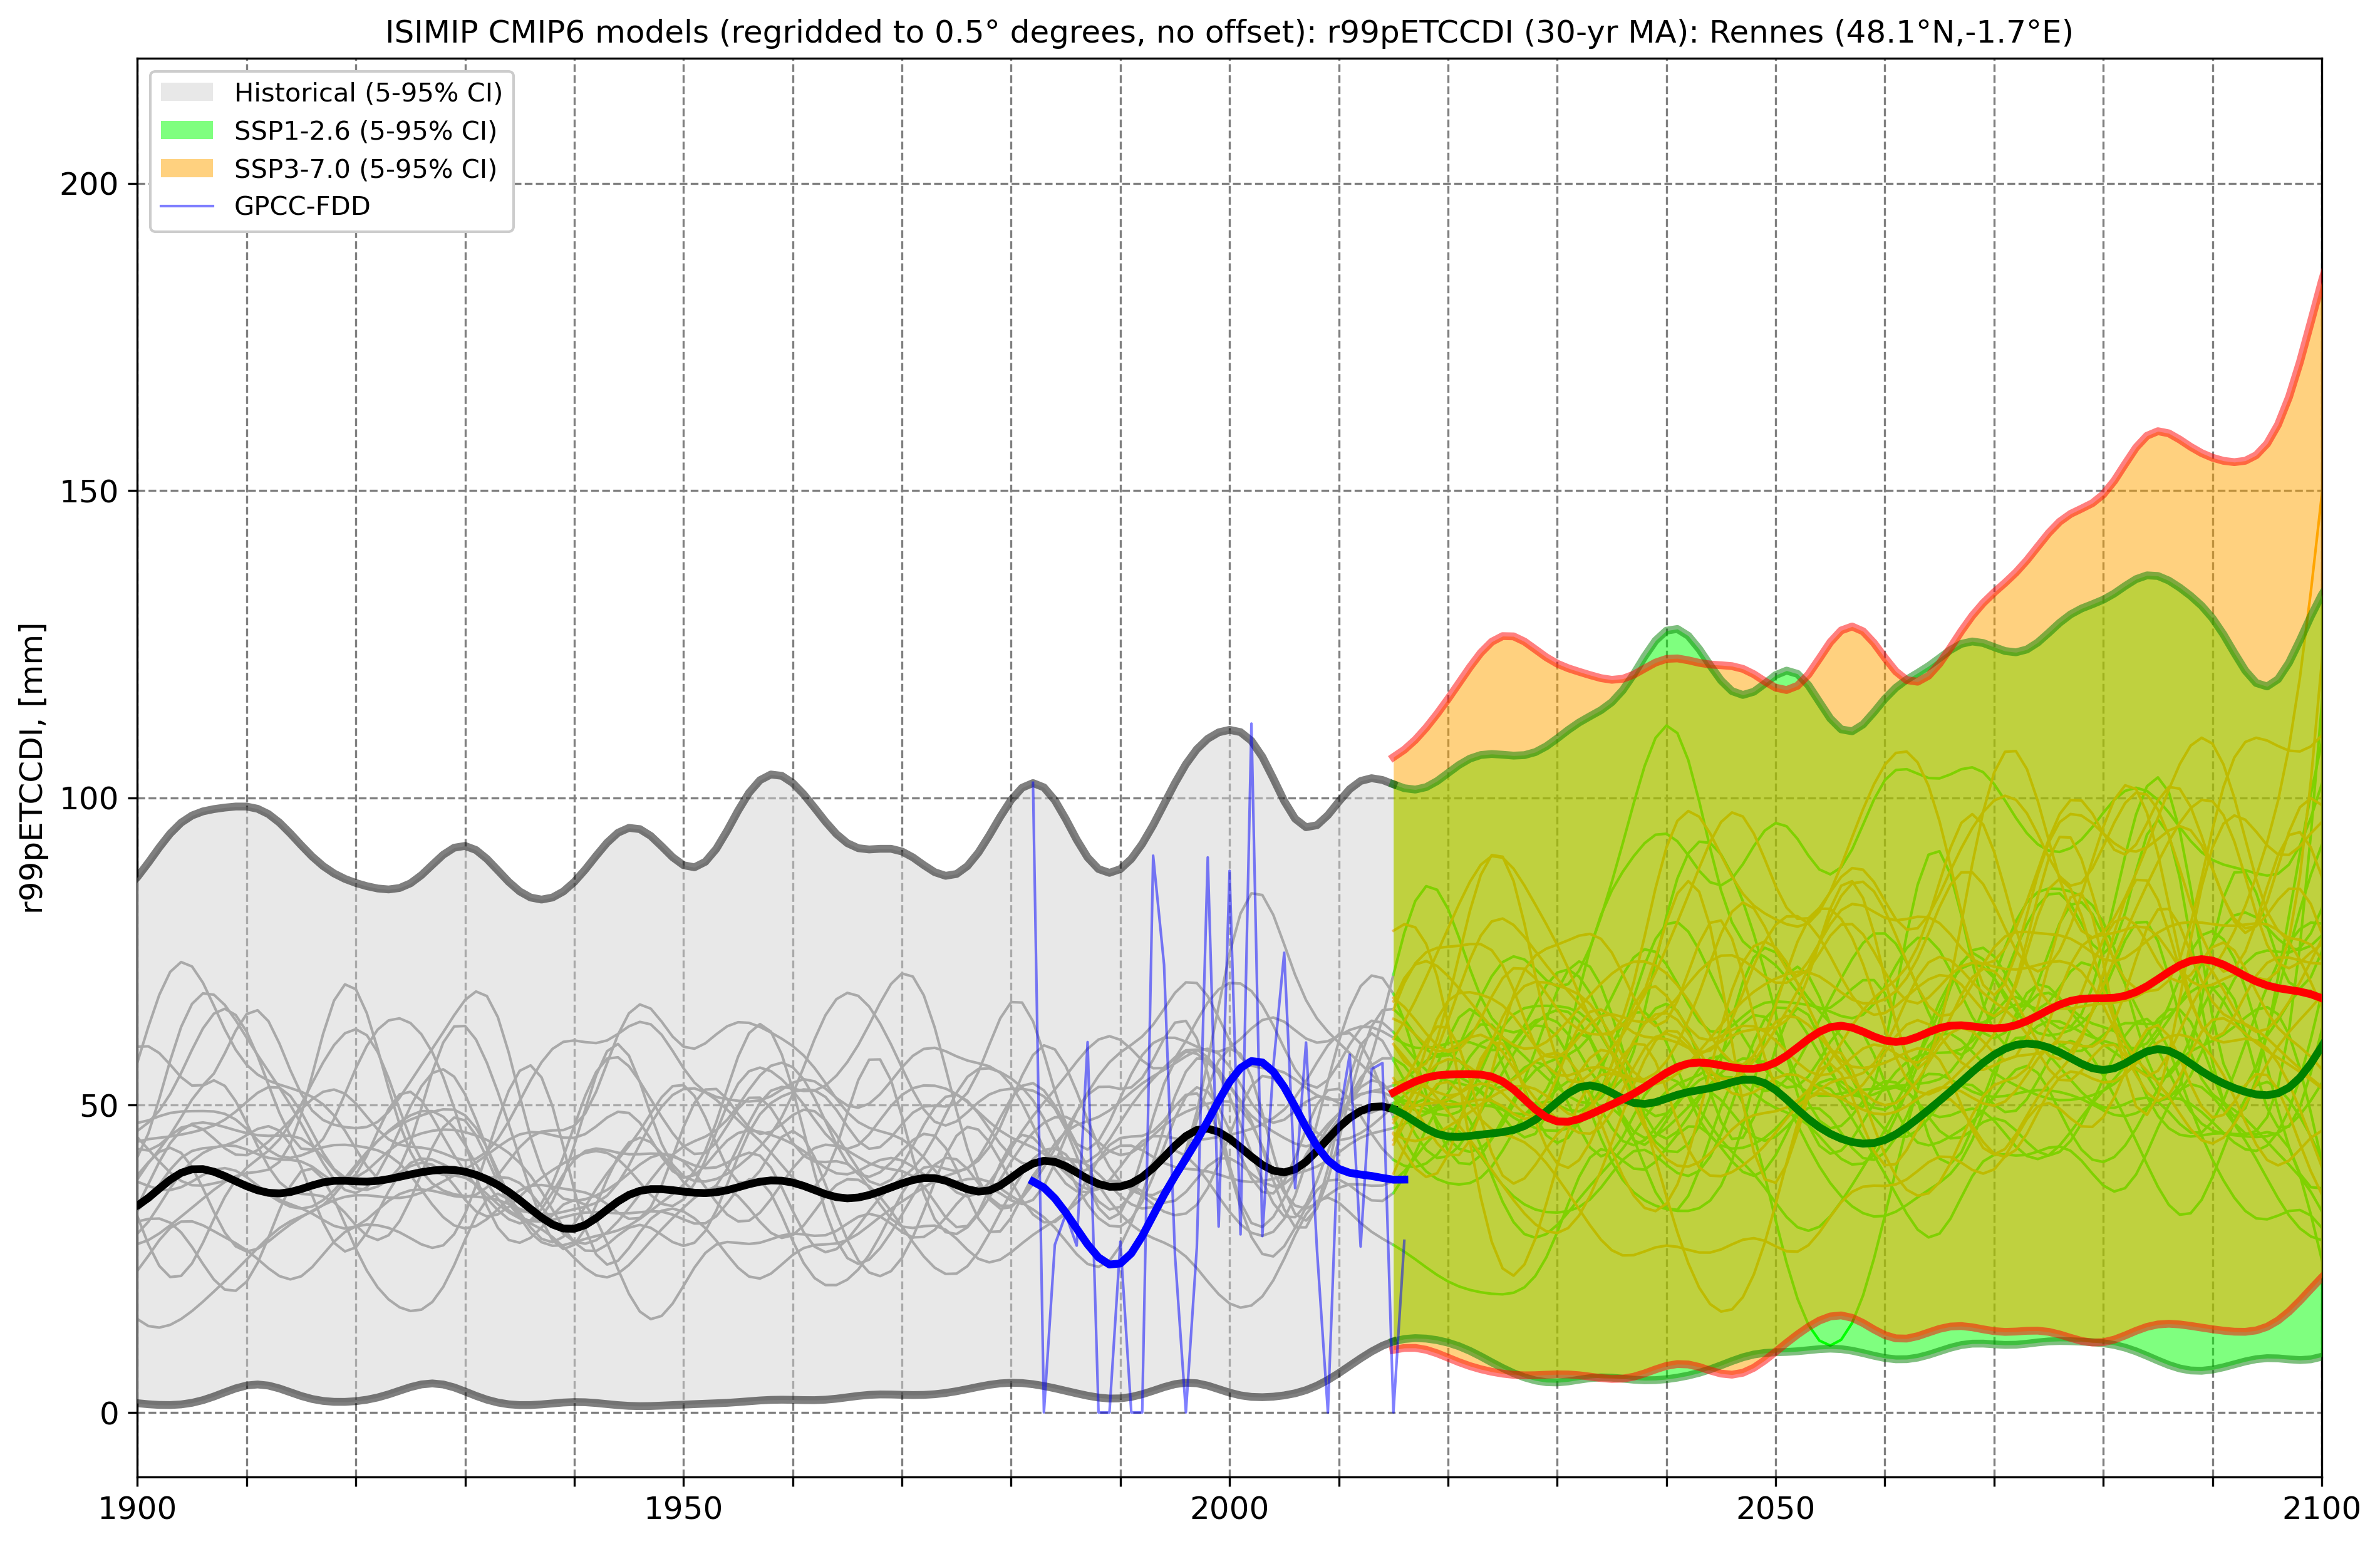 ISIMIP CMIP6 models (regridded to 0.5° degrees, no offset): r99pETCCDI (30-yr MA): Rennes (48.1°N,-1.7°E)
Historical (5-95% CI)
SSP1-2.6 (5-95% CI)
SSP3-7.0 (5-95% CI)
GPCC-FDD
r99pETCCDI, [mm]
200
150
100
50
0
1900
1950
2000
2050
2100